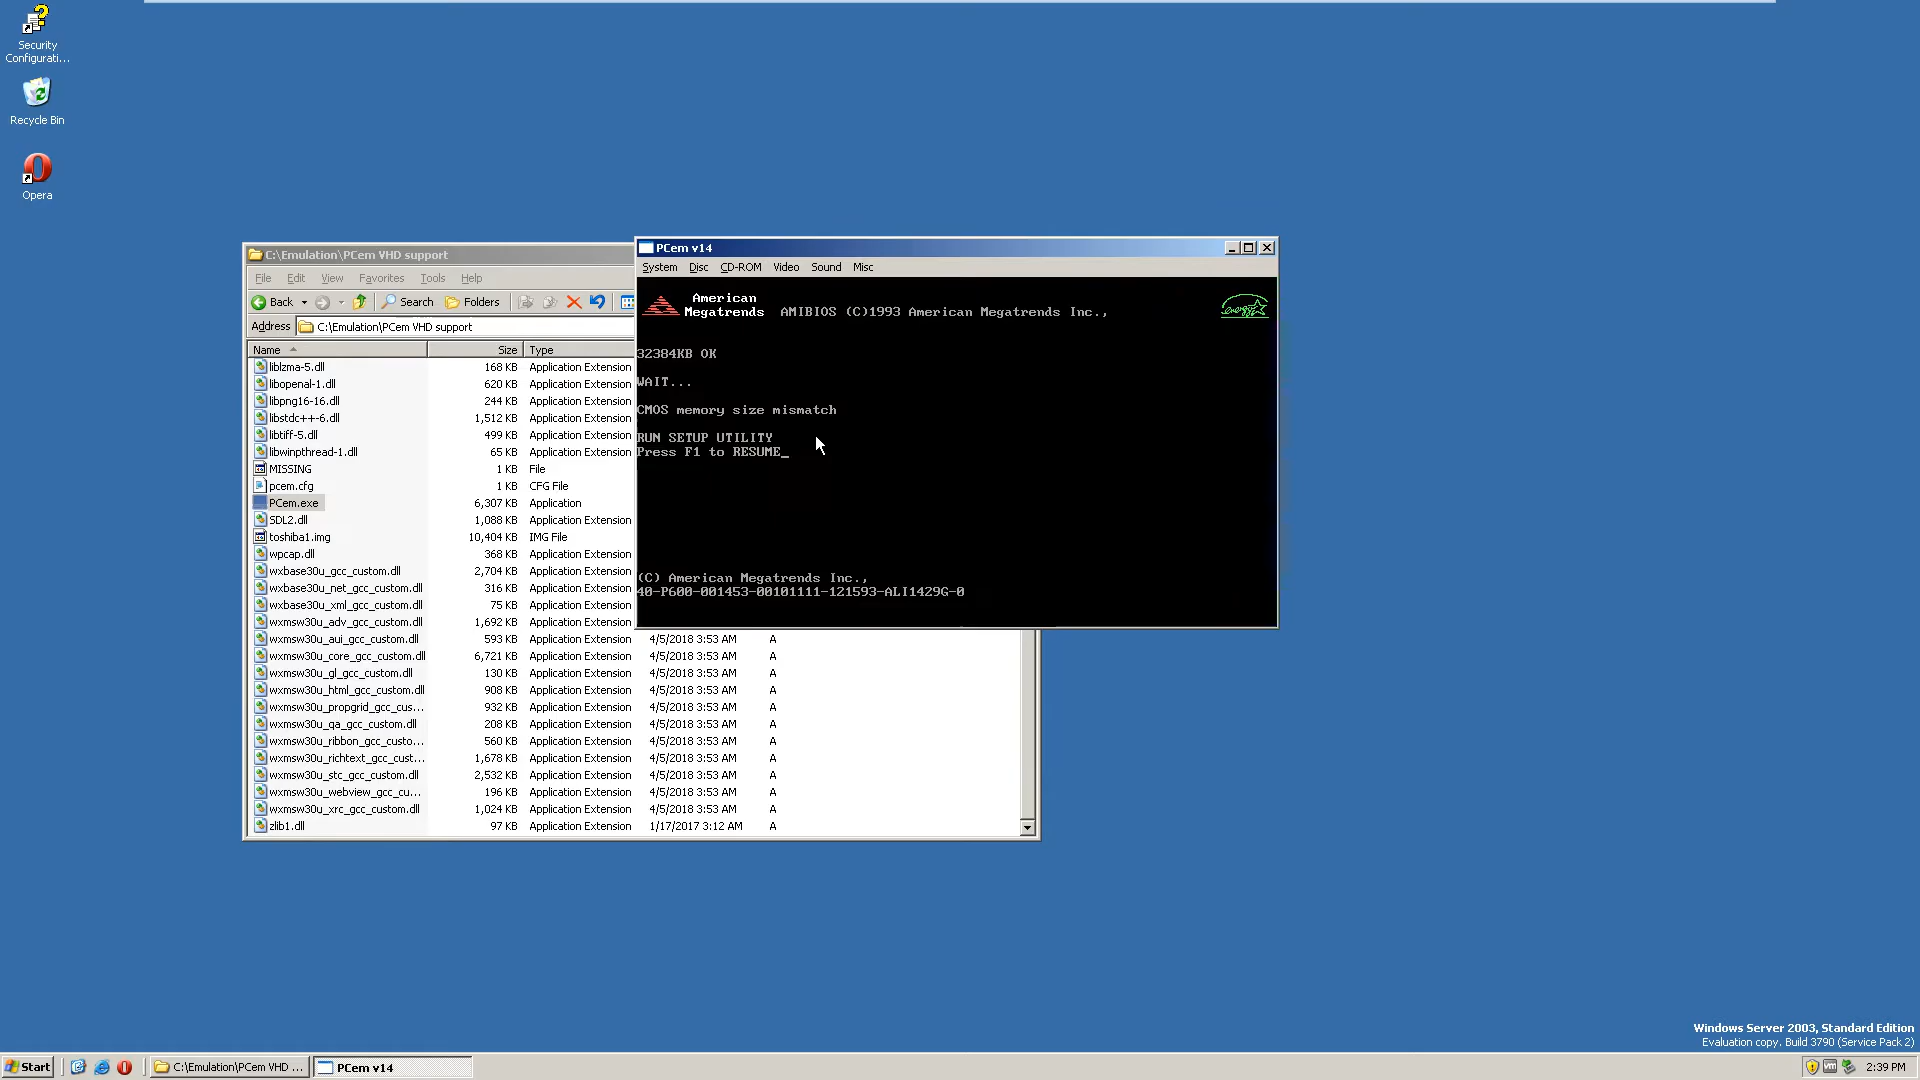 Security
Configurati...
Recycle Bin
Opera
C:\Emulation\PCem VHD support
File Edit View Favorites Tools Help
Back Search Folders
Address C:\Emulation\PCem VHD support
Name Size Type
liblzma-5.dll 168 KB Application Extension
libopenal-1.dll 620 KB Application Extension
libpng16-16.dll 244 KB Application Extension
libstdc++-6.dll 1,512 KB Application Extension
libtiff-5.dll 499 KB Application Extension
libwinpthread-1.dll 65 KB Application Extension
MISSING 1 KB File
pcem.cfg 1 KB CFG File
PCem.exe 6,307 KB Application
SDL2.dll 1,088 KB Application Extension
toshiba1.img 10,404 KB IMG File
wpcap.dll 368 KB Application Extension
wxbase30u_gcc_custom.dll 2,704 KB Application Extension
wxbase30u_net_gcc_custom.dll 316 KB Application Extension
wxbase30u_xml_gcc_custom.dll 75 KB Application Extension
wxmsw30u_adv_gcc_custom.dll 1,692 KB Application Extension
wxmsw30u_aui_gcc_custom.dll 593 KB Application Extension 4/5/2018 3:53 AM A
wxmsw30u_core_gcc_custom.dll 6,721 KB Application Extension 4/5/2018 3:53 AM A
wxmsw30u_gl_gcc_custom.dll 130 KB Application Extension 4/5/2018 3:53 AM A
wxmsw30u_html_gcc_custom.dll 908 KB Application Extension 4/5/2018 3:53 AM A
wxmsw30u_propgrid_gcc_cus... 932 KB Application Extension 4/5/2018 3:53 AM A
wxmsw30u_qa_gcc_custom.dll 208 KB Application Extension 4/5/2018 3:53 AM A
wxmsw30u_ribbon_gcc_custo... 560 KB Application Extension 4/5/2018 3:53 AM A
wxmsw30u_richtext_gcc_cust... 1,678 KB Application Extension 4/5/2018 3:53 AM A
wxmsw30u_stc_gcc_custom.dll 2,532 KB Application Extension 4/5/2018 3:53 AM A
wxmsw30u_webview_gcc_cu... 196 KB Application Extension 4/5/2018 3:53 AM A
wxmsw30u_xrc_gcc_custom.dll 1,024 KB Application Extension 4/5/2018 3:53 AM A
zlib1.dll 97 KB Application Extension 1/17/2017 3:12 AM A
PCem v14
System Disc CD-ROM Video Sound Misc
American
Megatrends AMIBIOS (C)1993 American Megatrends Inc.,
energy
32384KB OK
WAIT...
CMOS memory size mismatch
RUN SETUP UTILITY
Press F1 to RESUME_
(C) American Megatrends Inc.,
40-P600-001453-00101111-121593-ALI1429G-0
Windows Server 2003, Standard Edition
Evaluation copy. Build 3790 (Service Pack 2)
Start C:\Emulation\PCem VHD ... PCem v14 2:39 PM